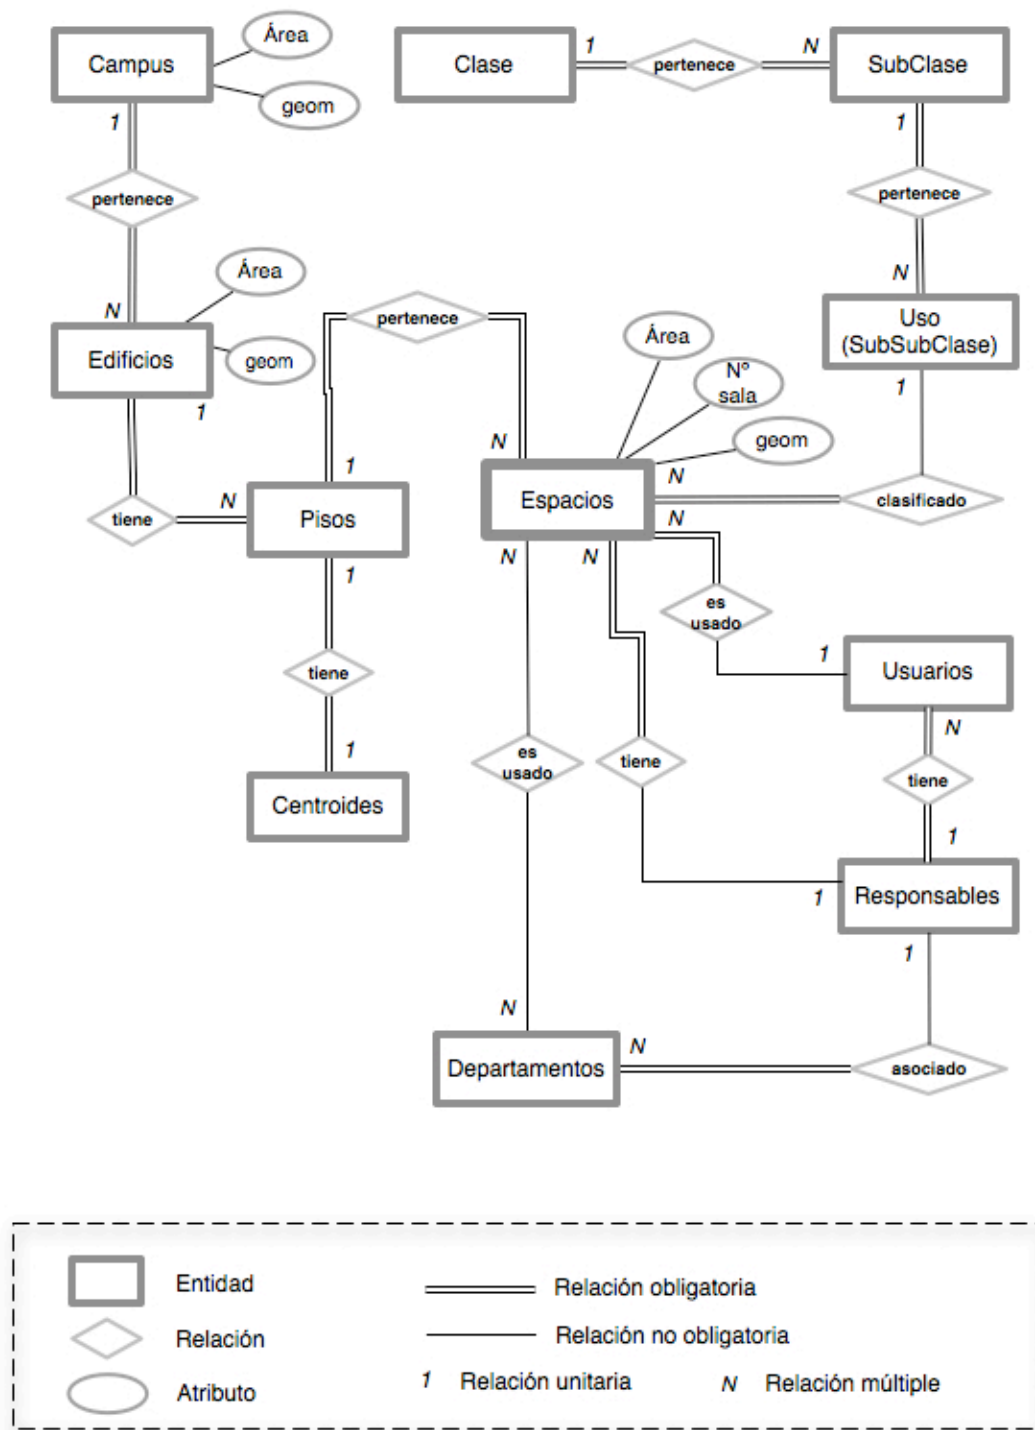 Campus
Área
geom
Clase
1
pertenece
N
SubClase
1
pertenece
N
Edificios
Área
geom
1
1
pertenece
N
Uso
(SubSubClase)
1
pertenece
1
N
Área
Nº
sala
geom
N
Espacios
N
clasificado
tiene
N
Pisos
1
N
N
N
es
usado
1
Usuarios
N
tiene
1
Centroides
es
usado
tiene
tiene
1
1
Responsables
1
N
Departamentos
N
asociado
Entidad
Relación obligatoria
Relación
Relación no obligatoria
Atributo
1 Relación unitaria
N Relación múltiple